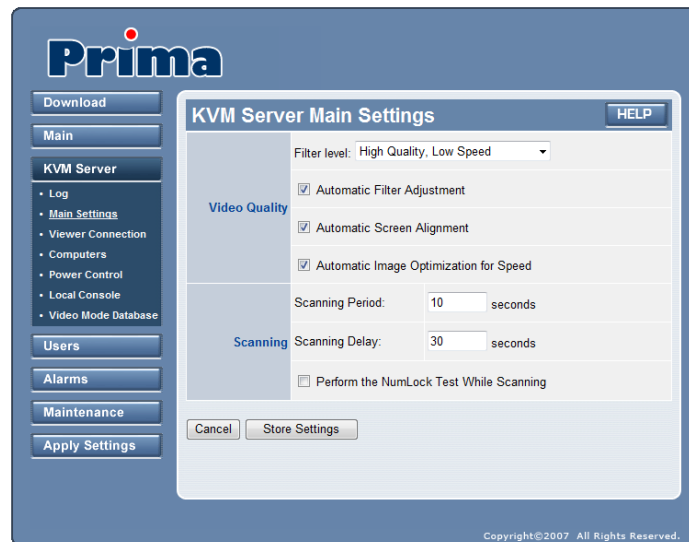 Prima
Download
Main
KVM Server
• Log
• Main Settings
• Viewer Connection
• Computers
• Power Control
• Local Console
• Video Mode Database
Users
Alarms
Maintenance
Apply Settings
KVM Server Main Settings
HELP
Video Quality
Filter level: High Quality, Low Speed
Automatic Filter Adjustment
Automatic Screen Alignment
Automatic Image Optimization for Speed
Scanning
Scanning Period: 10 seconds
Scanning Delay: 30 seconds
Perform the NumLock Test While Scanning
Cancel
Store Settings
Copyright©2007 All Rights Reserved.